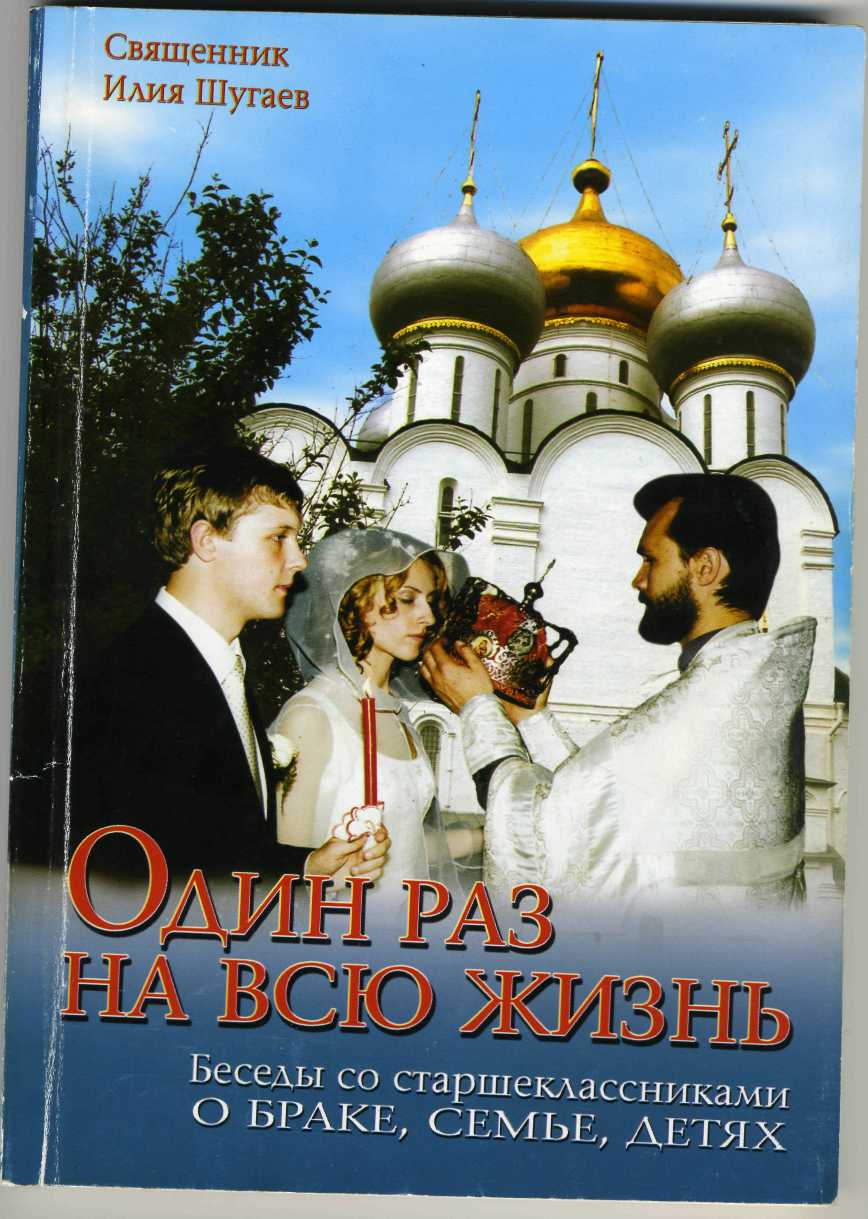 Священник
Илия Шугаев
Один раз
на всю жизнь
Беседы со старшеклассниками
О БРАКЕ, СЕМЬЕ, ДЕТЯХ